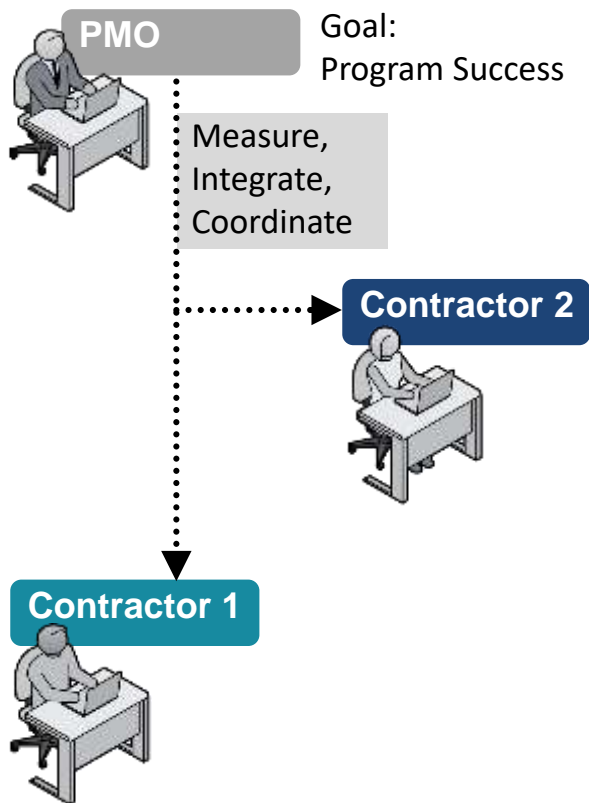 PMO
Goal:
Program Success
Measure,
Integrate,
Coordinate
Contractor 2
Contractor 1